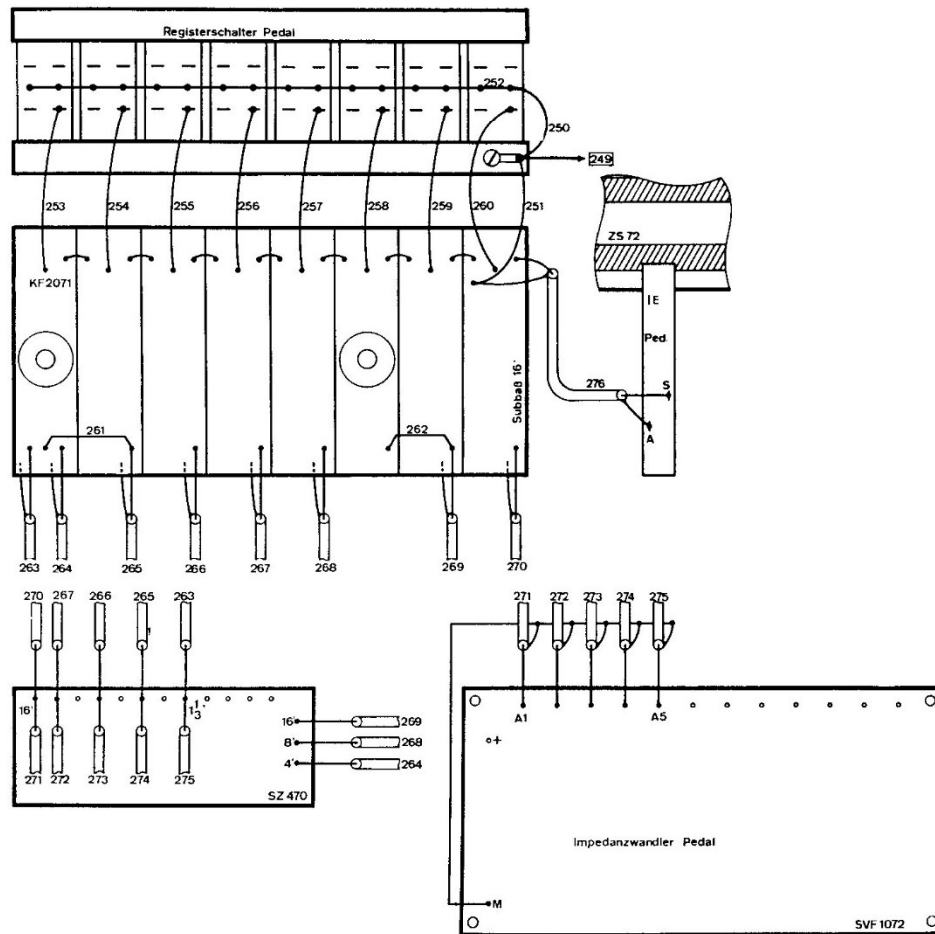 Registerschalter Pedal
252
250
249
253 254 255 256 257 258 259 260 251
ZS 72
KF2071
IE
Ped.
276
S
A
Subbaß 16'
261
262
263 264 265 266 267 268 269 270
270 267 266 265 263
271 272 273 274 275
16'
1 1/3'
16'
8'
4'
269
268
264
271 272 273 274 275
SZ 470
A1
A5
+
Impedanzwandler Pedal
M
SVF 1072